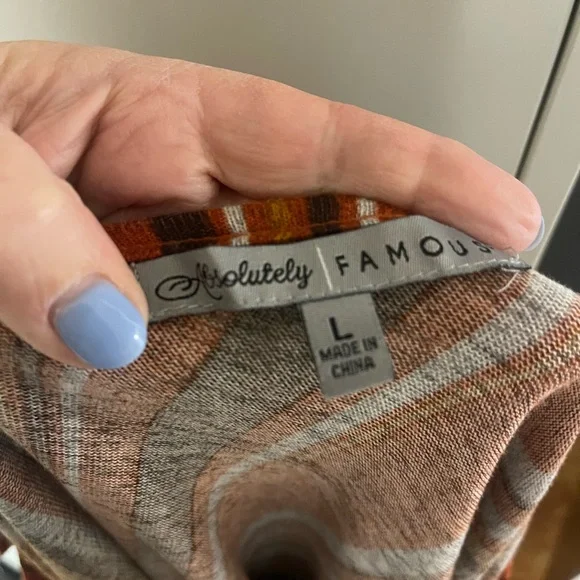 Absolutely | FAMOUS
L
MADE IN
CHINA